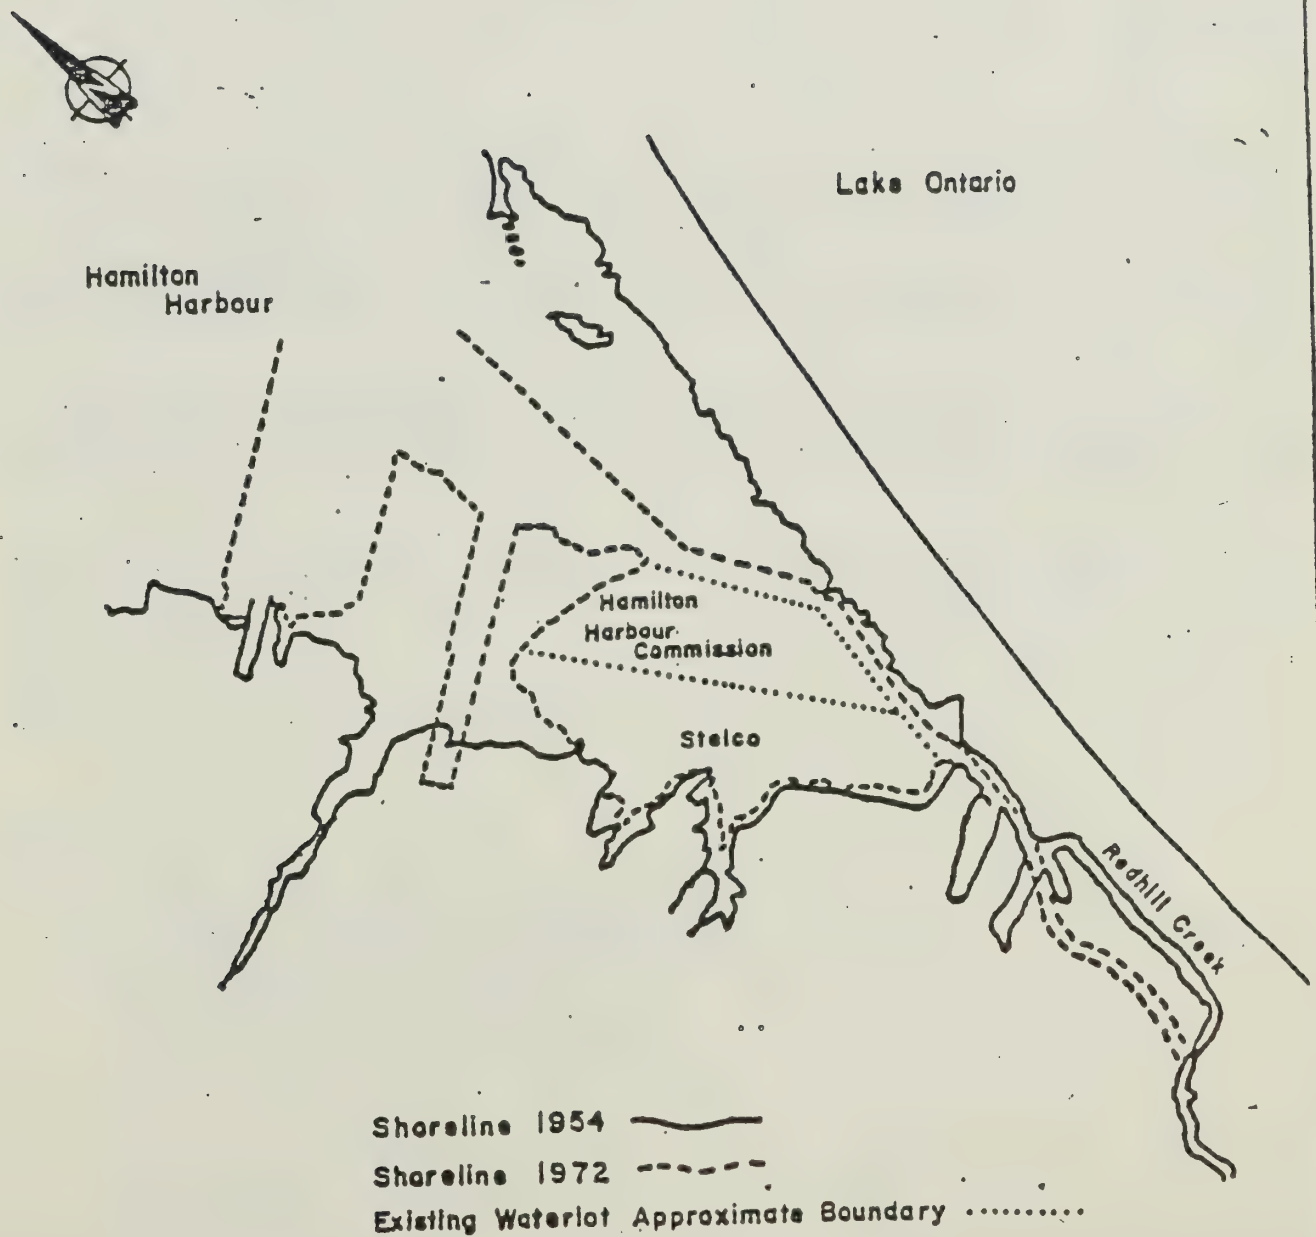 Lake Ontario
Hamilton
Harbour
Hamilton
Harbour
Commission
Stelco
Redhill Creek
Shoreline 1954
Shoreline 1972
Existing Waterlot Approximate Boundary